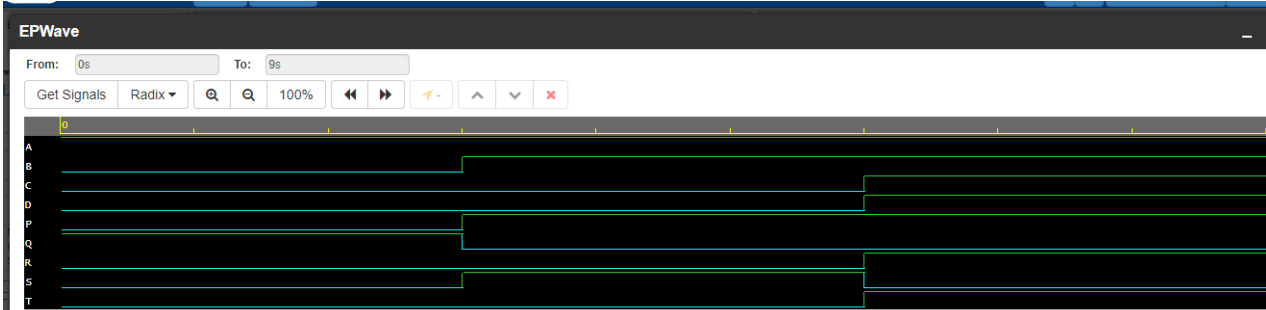 EPWave
From: 0s To: 9s
Get Signals Radix 100% -
0
A
B
C
D
P
Q
R
S
T